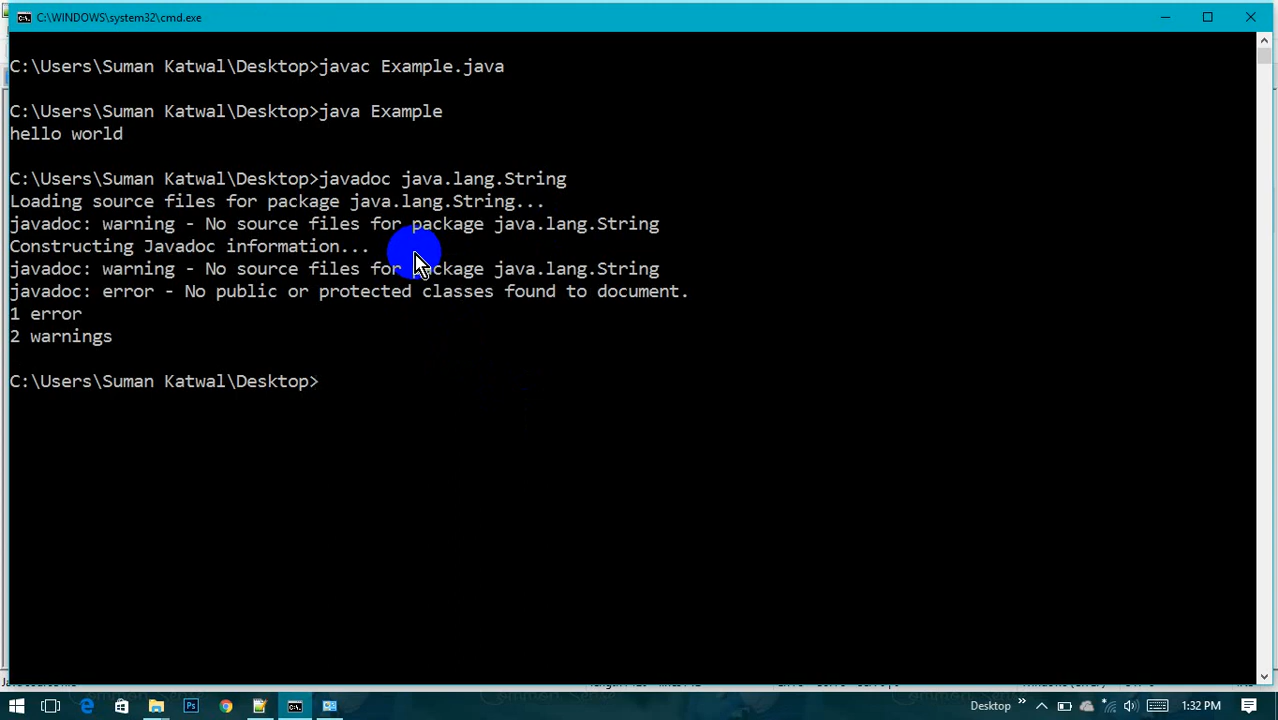 C:\WINDOWS\system32\cmd.exe
C:\Users\Suman Katwal\Desktop>javac Example.java
C:\Users\Suman Katwal\Desktop>java Example
hello world
C:\Users\Suman Katwal\Desktop>javadoc java.lang.String
Loading source files for package java.lang.String...
javadoc: warning - No source files for package java.lang.String
Constructing Javadoc information...
javadoc: warning - No source files for package java.lang.String
javadoc: error - No public or protected classes found to document.
1 error
2 warnings
C:\Users\Suman Katwal\Desktop>
Ps
Desktop
1:32 PM